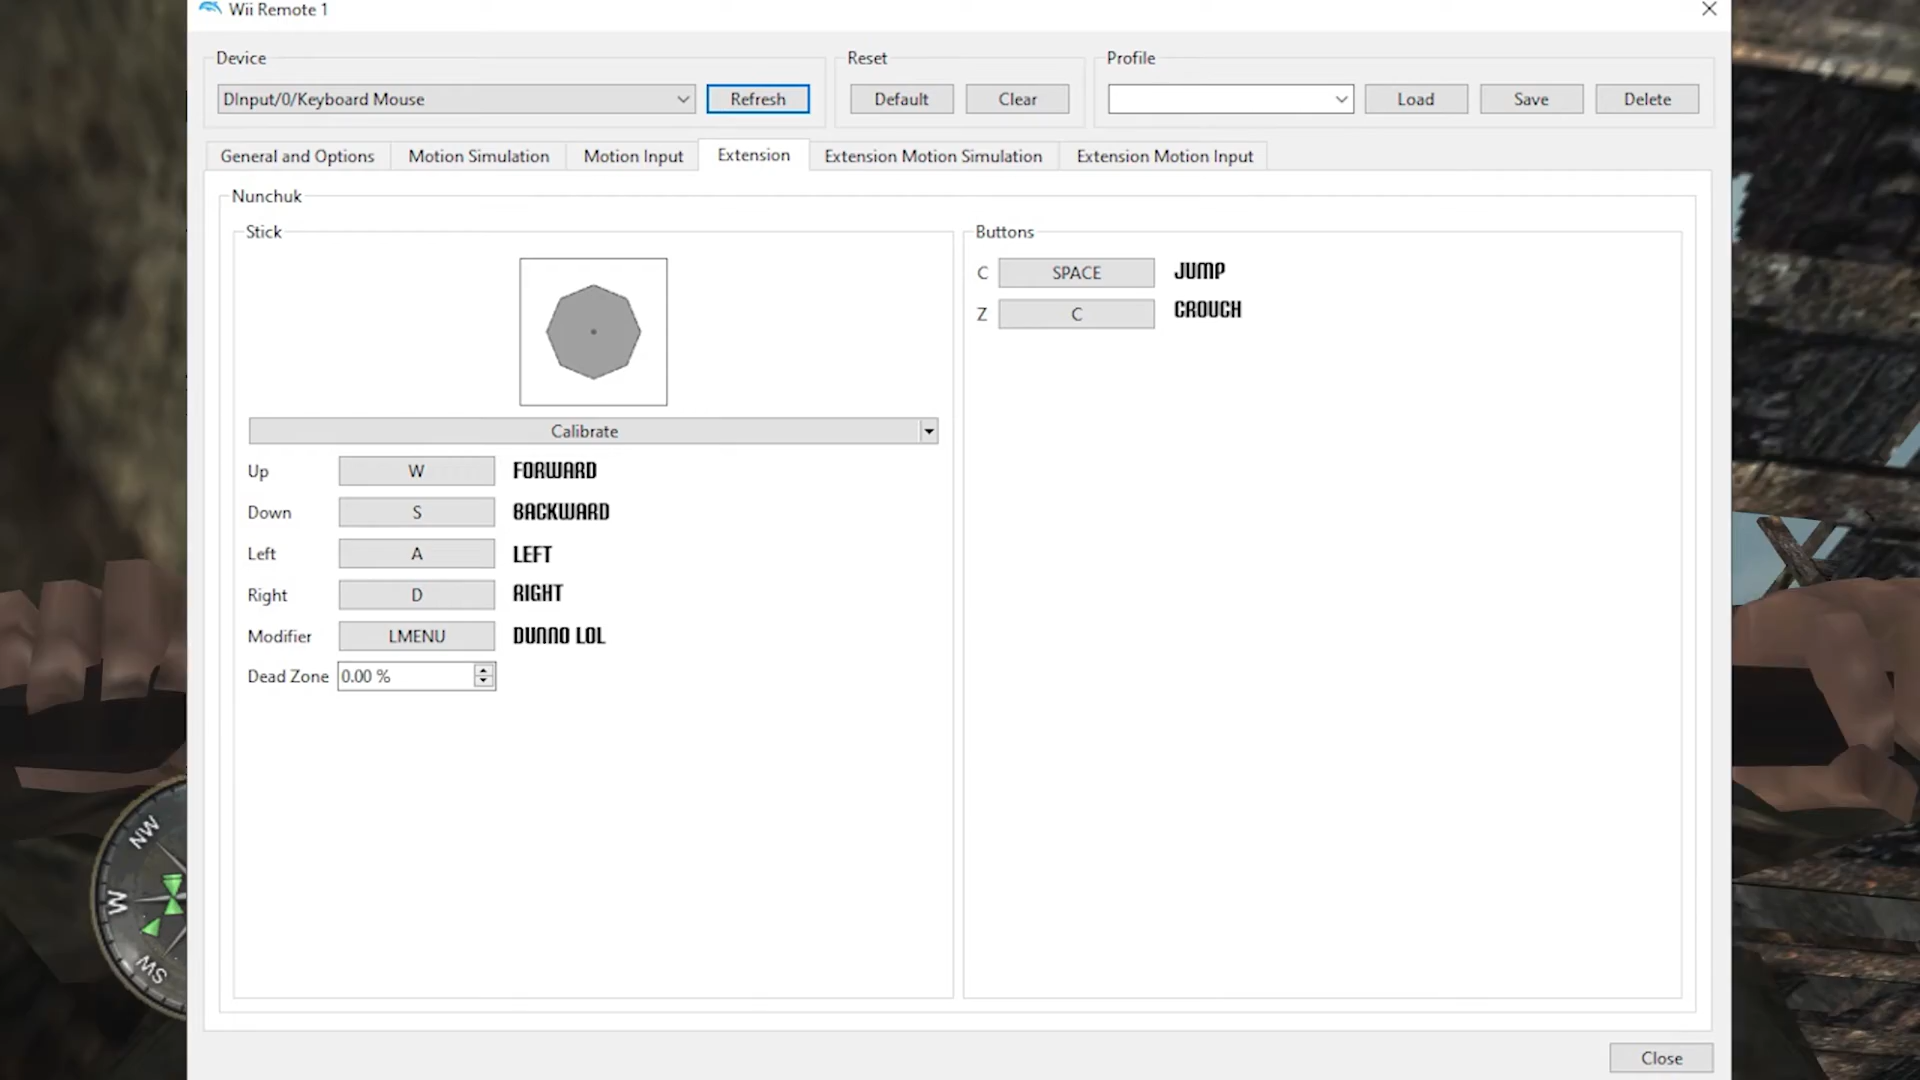 Wii Remote 1
Device
Reset
Profile
DInput/0/Keyboard Mouse
Refresh
Default
Clear
Load
Save
Delete
General and Options
Motion Simulation
Motion Input
Extension
Extension Motion Simulation
Extension Motion Input
Nunchuk
Stick
Calibrate
Up W FORWARD
Down S BACKWARD
Left A LEFT
Right D RIGHT
Modifier LMENU DUNNO LOL
Dead Zone 0.00 %
Buttons
C SPACE JUMP
Z C CROUCH
NW
W
SW
Close